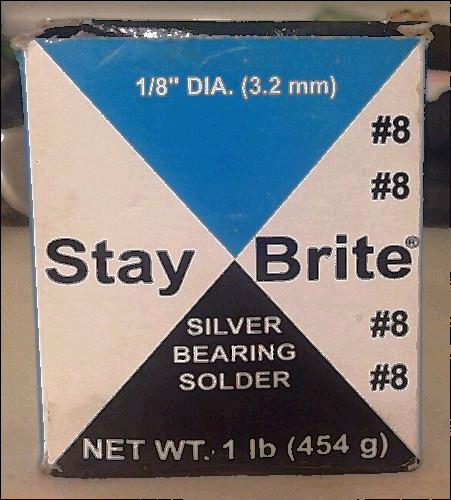 1/8" DIA. (3.2 mm)
#8
#8
Stay Brite®
SILVER
#8
BEARING
SOLDER
#8
NET WT. 1 lb (454 g)